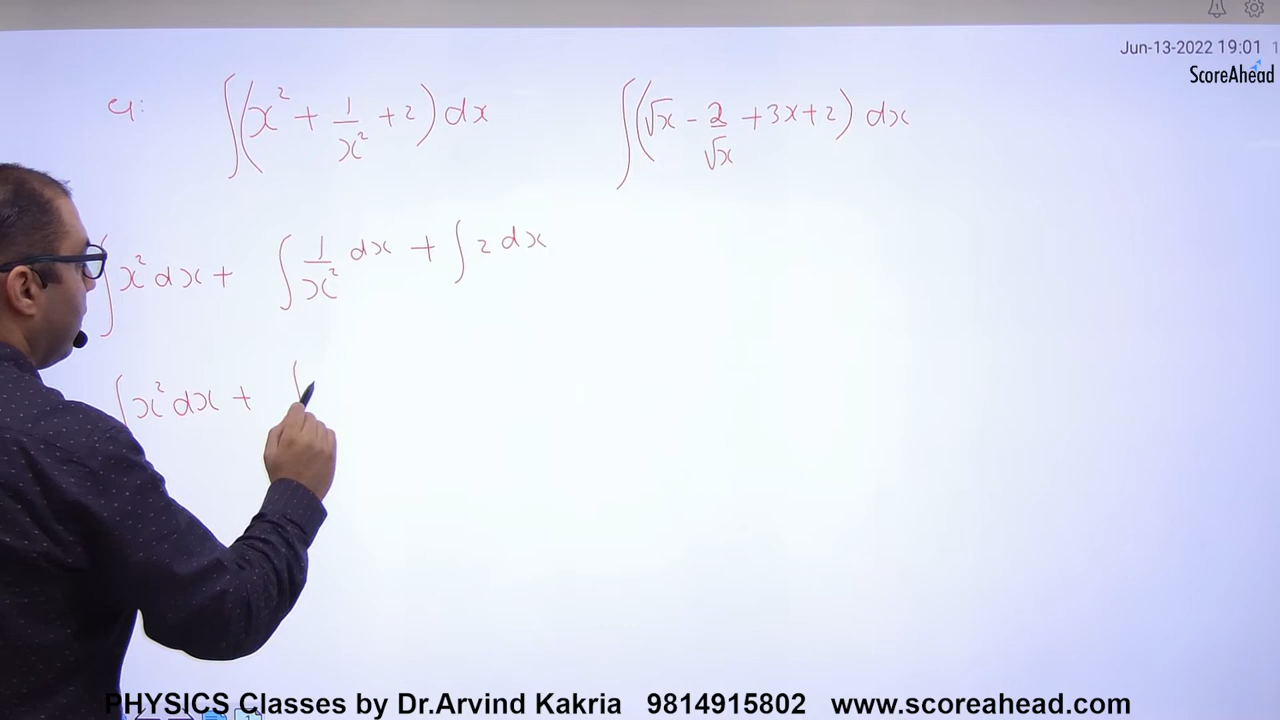 Jun-13-2022 19:01 1
ScoreAhead
Q: ∫(x² + 1/x² + 2) dx ∫(√x - 2/√x + 3x + 2) dx
∫x² dx + ∫1/x² dx + ∫2 dx
∫x² dx + ∫
PHYSICS Classes by Dr.Arvind Kakria 9814915802 www.scoreahead.com